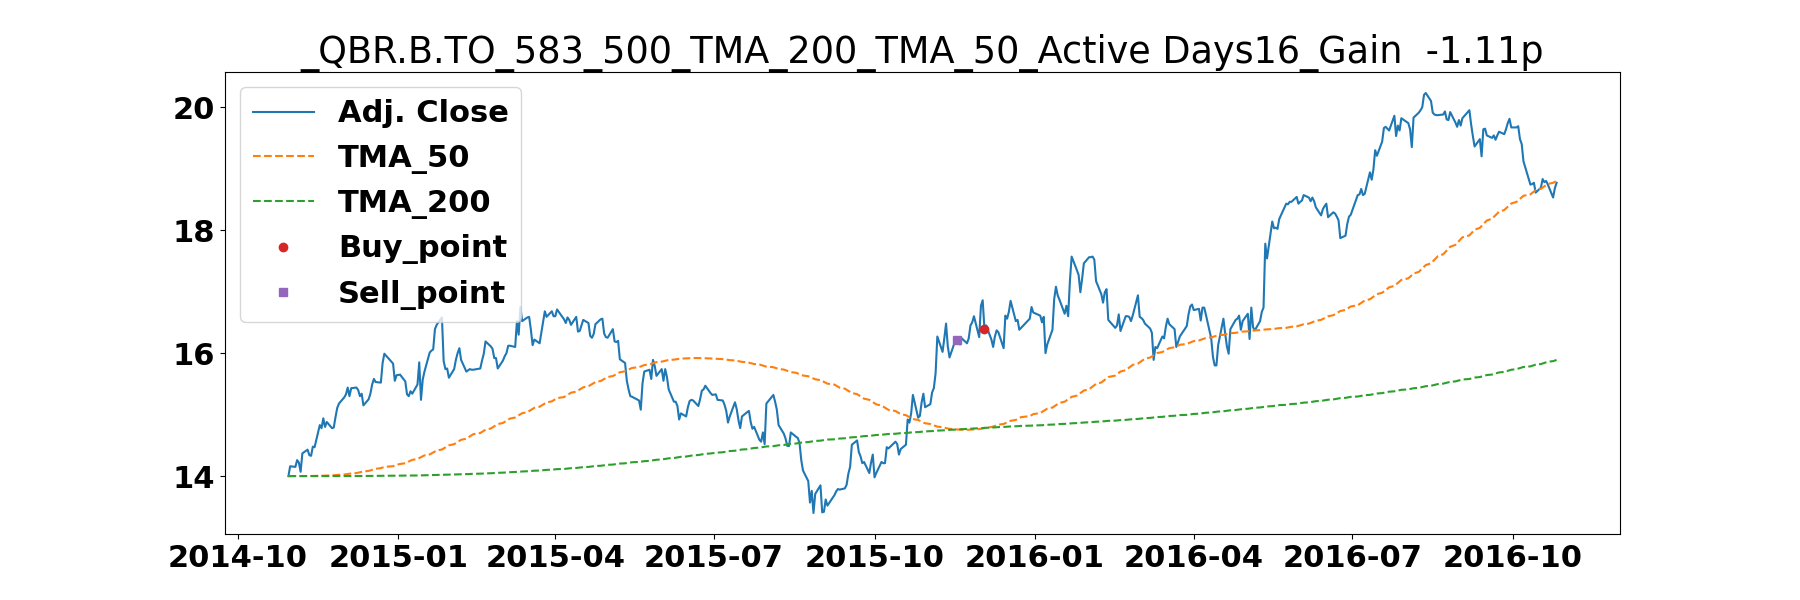 _QBR.B.TO_583_500_TMA_200_TMA_50_Active Days16_Gain  -1.11p
Adj. Close
TMA_50
TMA_200
Buy_point
Sell_point
20
18
16
14
2014-10 2015-01 2015-04 2015-07 2015-10 2016-01 2016-04 2016-07 2016-10